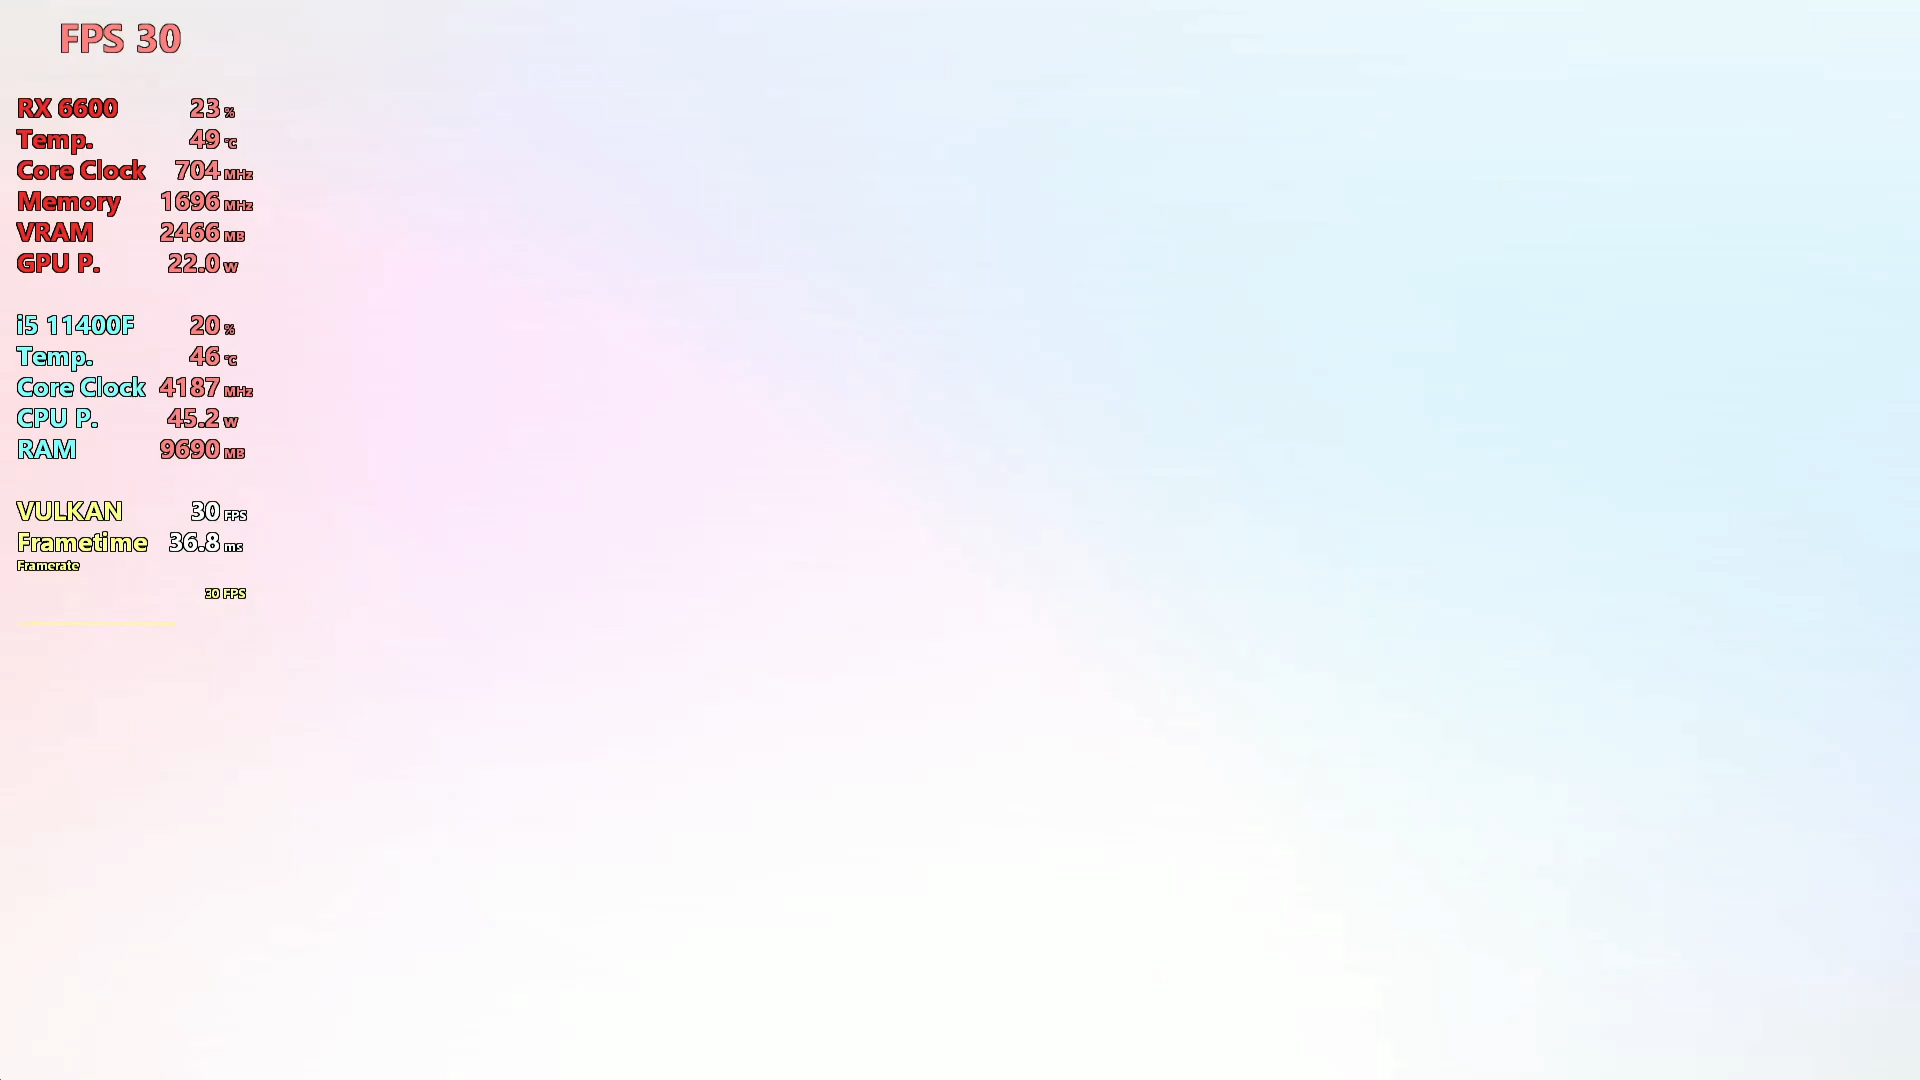 FPS 30
RX 6600 23 %
Temp. 49 °C
Core Clock 704 MHz
Memory 1696 MHz
VRAM 2466 MB
GPU P. 22.0 W
i5 11400F 20 %
Temp. 46 °C
Core Clock 4187 MHz
CPU P. 45.2 W
RAM 9690 MB
VULKAN 30 FPS
Frametime 36.8 ms
Framerate
30 FPS